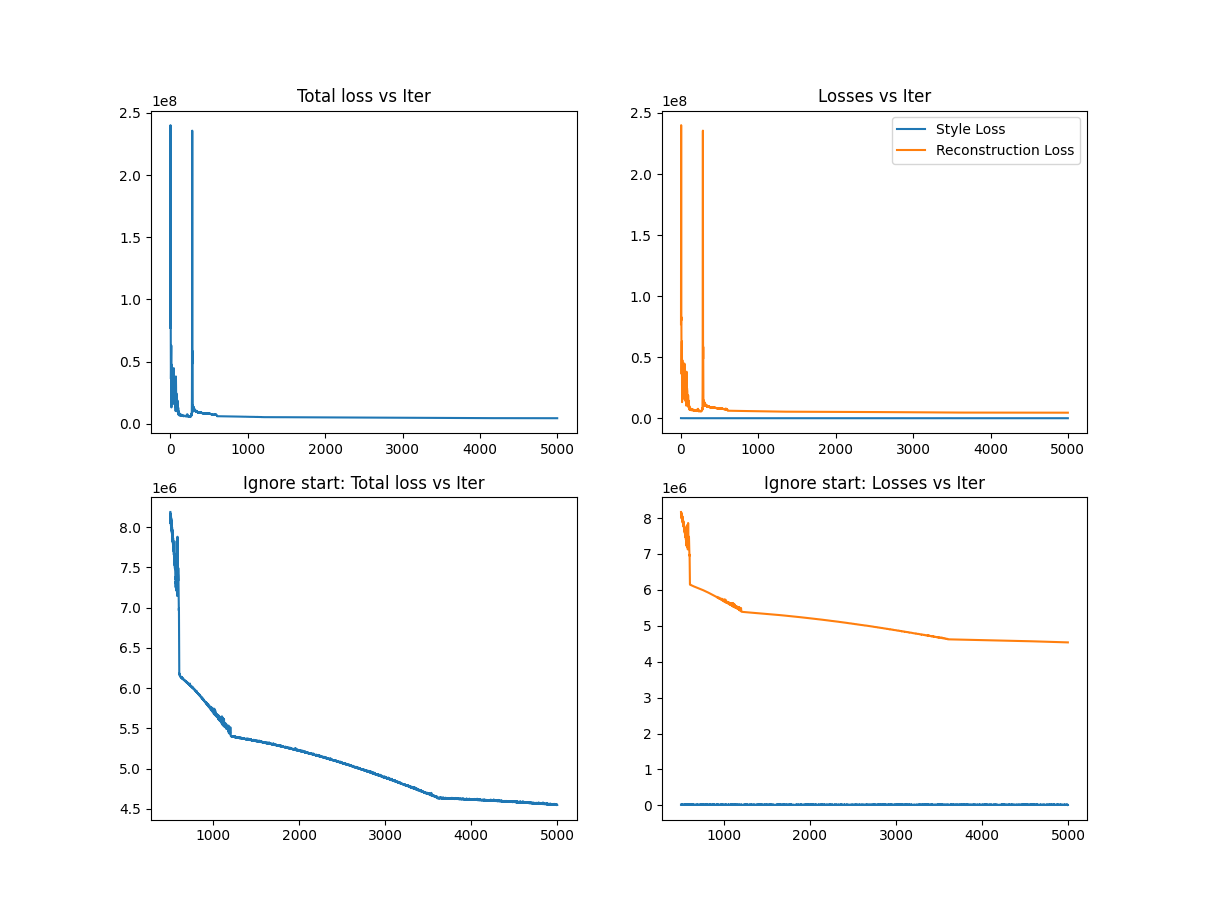 Total loss vs Iter
1e8
2.5
2.0
1.5
1.0
0.5
0.0
0 1000 2000 3000 4000 5000
Losses vs Iter
1e8
2.5
2.0
1.5
1.0
0.5
0.0
0 1000 2000 3000 4000 5000
Style Loss
Reconstruction Loss
Ignore start: Total loss vs Iter
1e6
8.0
7.5
7.0
6.5
6.0
5.5
5.0
4.5
1000 2000 3000 4000 5000
Ignore start: Losses vs Iter
1e6
8
7
6
5
4
3
2
1
0
1000 2000 3000 4000 5000